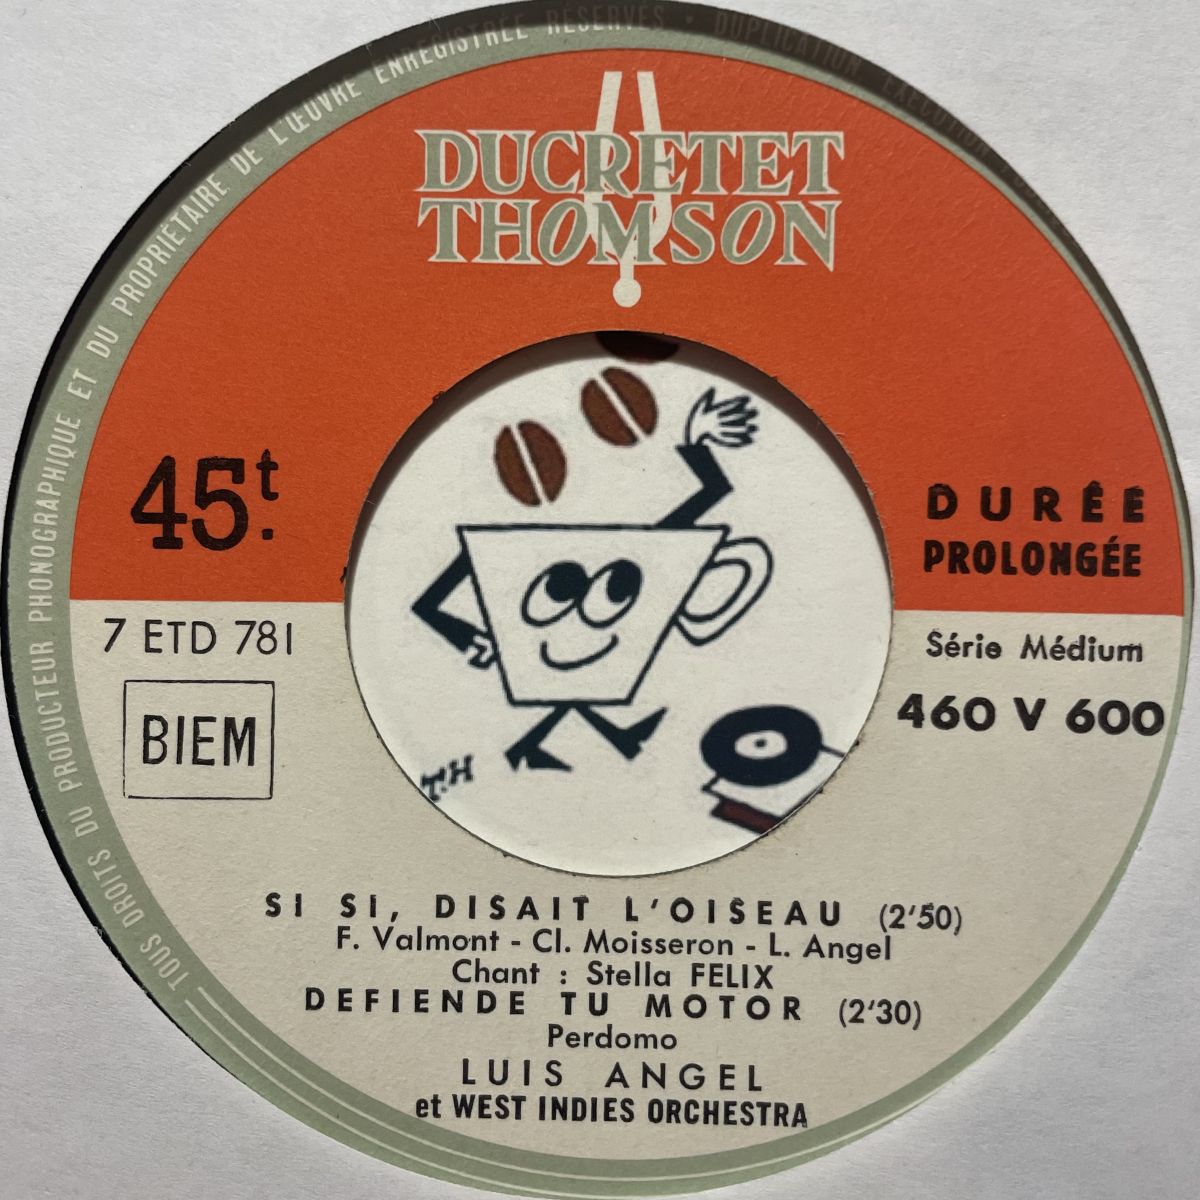 TOUS DROITS DU PRODUCTEUR PHONOGRAPHIQUE ET DU PROPRIÉTAIRE DE L'ŒUVRE ENREGISTRÉE RÉSERVÉS • DUPLICATION EXÉCUTION
DUCRETET
THOMSON
45t.
DURÉE
PROLONGÉE
7 ETD 781
Série Médium
BIEM
460 V 600
T.H
SI SI, DISAIT L'OISEAU (2'50)
F. Valmont - Cl. Moisseron - L. Angel
Chant : Stella FELIX
DEFIENDE TU MOTOR (2'30)
Perdomo
LUIS ANGEL
et WEST INDIES ORCHESTRA